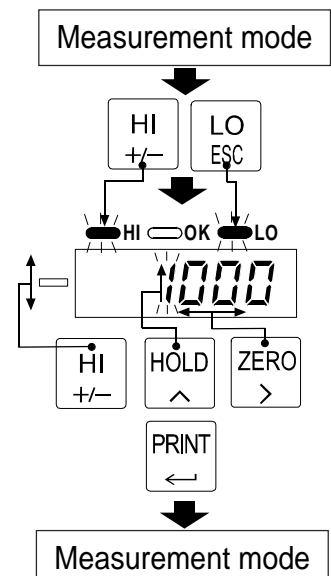 Measurement mode
HI LO
+/− ESC
HI OK LO
1000
HI HOLD ZERO
+/− ^ >
PRINT
Measurement mode